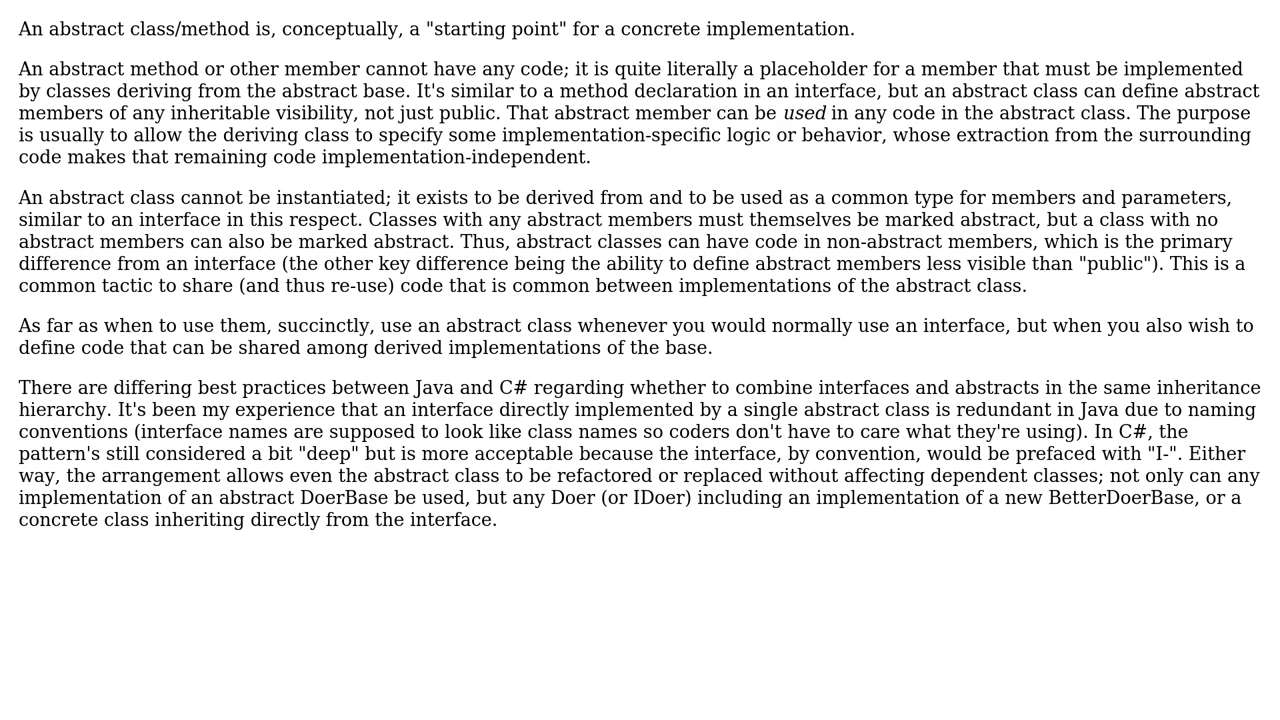 An abstract class/method is, conceptually, a "starting point" for a concrete implementation.
An abstract method or other member cannot have any code; it is quite literally a placeholder for a member that must be implemented
by classes deriving from the abstract base. It's similar to a method declaration in an interface, but an abstract class can define abstract
members of any inheritable visibility, not just public. That abstract member can be used in any code in the abstract class. The purpose
is usually to allow the deriving class to specify some implementation-specific logic or behavior, whose extraction from the surrounding
code makes that remaining code implementation-independent.
An abstract class cannot be instantiated; it exists to be derived from and to be used as a common type for members and parameters,
similar to an interface in this respect. Classes with any abstract members must themselves be marked abstract, but a class with no
abstract members can also be marked abstract. Thus, abstract classes can have code in non-abstract members, which is the primary
difference from an interface (the other key difference being the ability to define abstract members less visible than "public"). This is a
common tactic to share (and thus re-use) code that is common between implementations of the abstract class.
As far as when to use them, succinctly, use an abstract class whenever you would normally use an interface, but when you also wish to
define code that can be shared among derived implementations of the base.
There are differing best practices between Java and C# regarding whether to combine interfaces and abstracts in the same inheritance
hierarchy. It's been my experience that an interface directly implemented by a single abstract class is redundant in Java due to naming
conventions (interface names are supposed to look like class names so coders don't have to care what they're using). In C#, the
pattern's still considered a bit "deep" but is more acceptable because the interface, by convention, would be prefaced with "I-". Either
way, the arrangement allows even the abstract class to be refactored or replaced without affecting dependent classes; not only can any
implementation of an abstract DoerBase be used, but any Doer (or IDoer) including an implementation of a new BetterDoerBase, or a
concrete class inheriting directly from the interface.